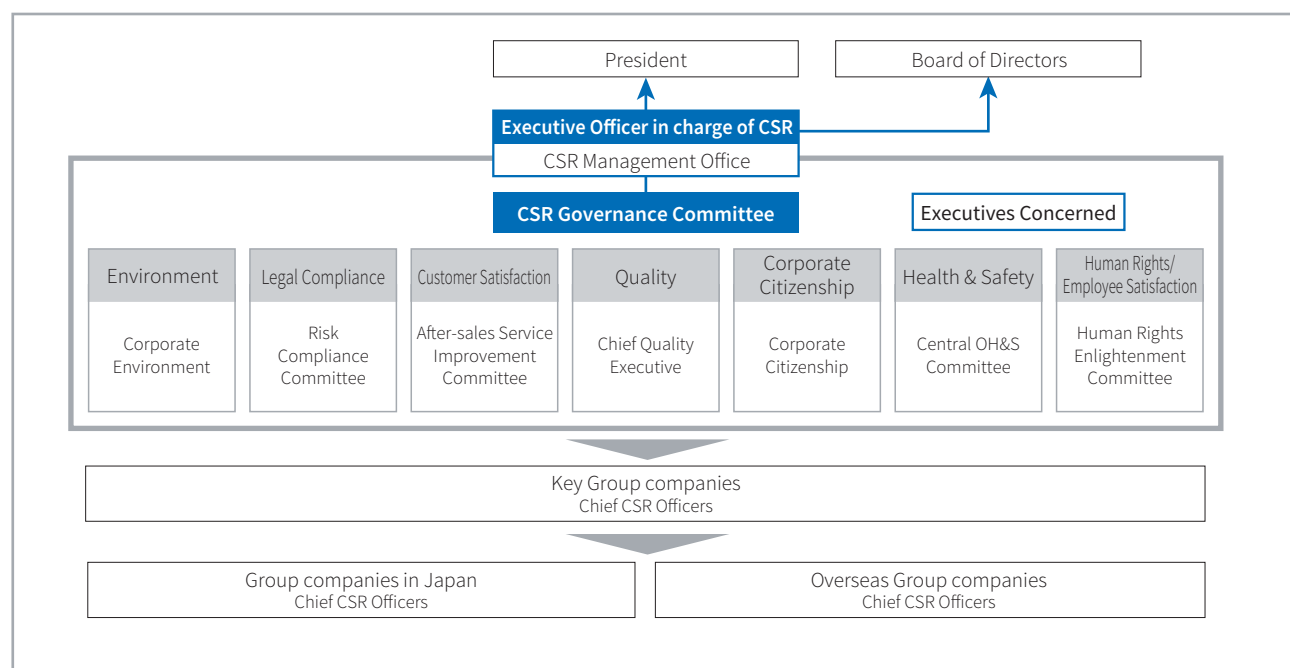 President
Board of Directors
Executive Officer in charge of CSR
CSR Management Office
CSR Governance Committee
Executives Concerned
Environment
Corporate
Environment
Legal Compliance
Risk
Compliance
Committee
Customer Satisfaction
After-sales Service
Improvement
Committee
Quality
Chief Quality
Executive
Corporate
Citizenship
Corporate
Citizenship
Health & Safety
Central OH&S
Committee
Human Rights/
Employee Satisfaction
Human Rights
Enlightenment
Committee
Key Group companies
Chief CSR Officers
Group companies in Japan
Chief CSR Officers
Overseas Group companies
Chief CSR Officers